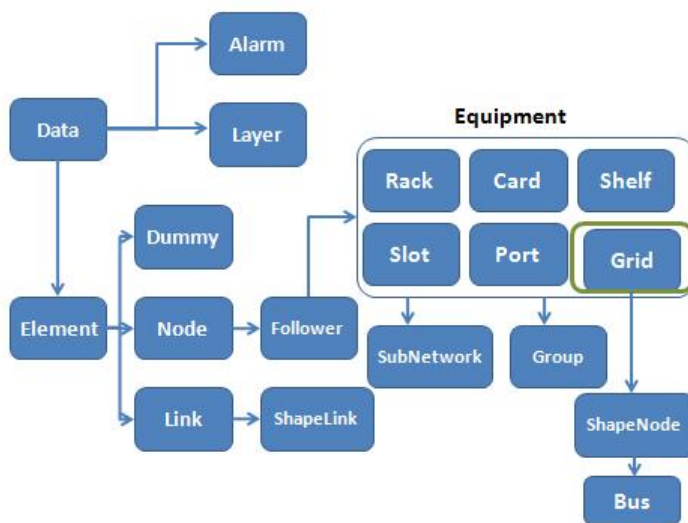 Alarm
Data
Layer
Equipment
Rack
Card
Shelf
Dummy
Slot
Port
Grid
Element
Node
Follower
SubNetwork
Group
Link
ShapeLink
ShapeNode
Bus